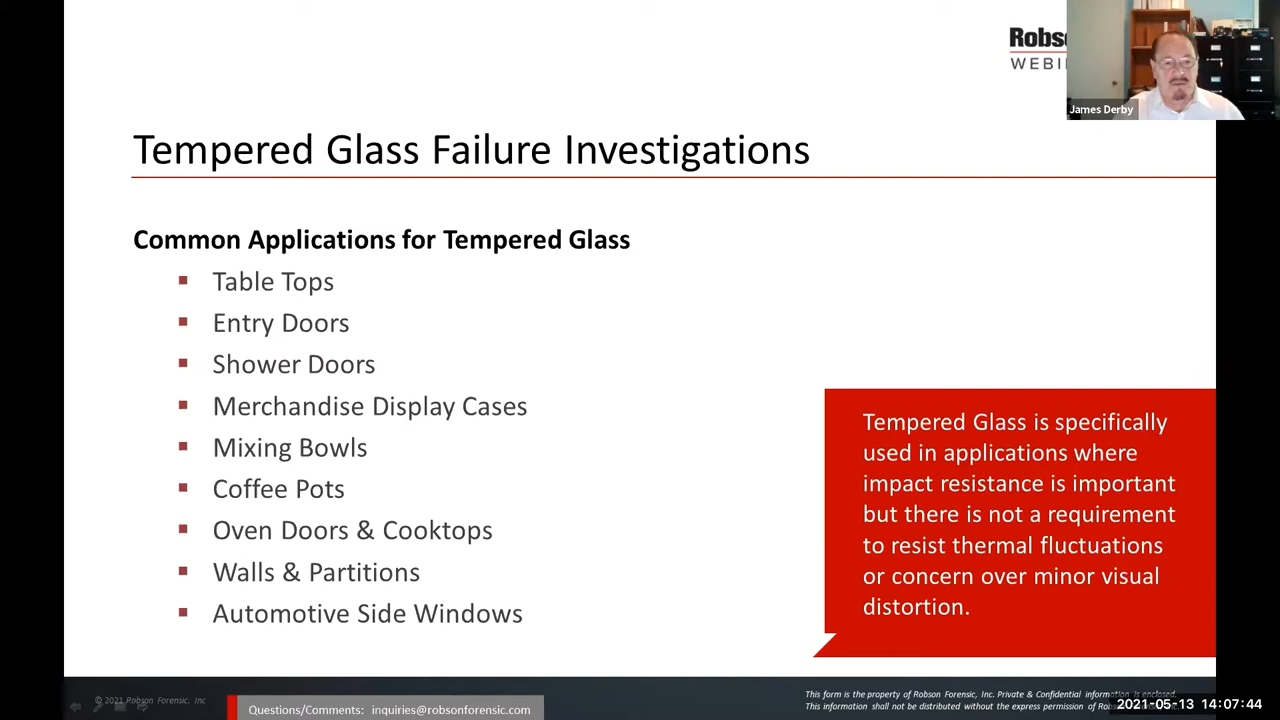 Robs
WEBI
James Derby
Tempered Glass Failure Investigations
Common Applications for Tempered Glass
Table Tops
Entry Doors
Shower Doors
Merchandise Display Cases
Mixing Bowls
Coffee Pots
Oven Doors & Cooktops
Walls & Partitions
Automotive Side Windows
Tempered Glass is specifically
used in applications where
impact resistance is important
but there is not a requirement
to resist thermal fluctuations
or concern over minor visual
distortion.
© 2021 Robson Forensic, Inc
Questions/Comments: inquiries@robsonforensic.com
This form is the property of Robson Forensic, Inc. Private & Confidential information is enclosed.
This information shall not be distributed without the express permission of
2021-05-13 14:07:44